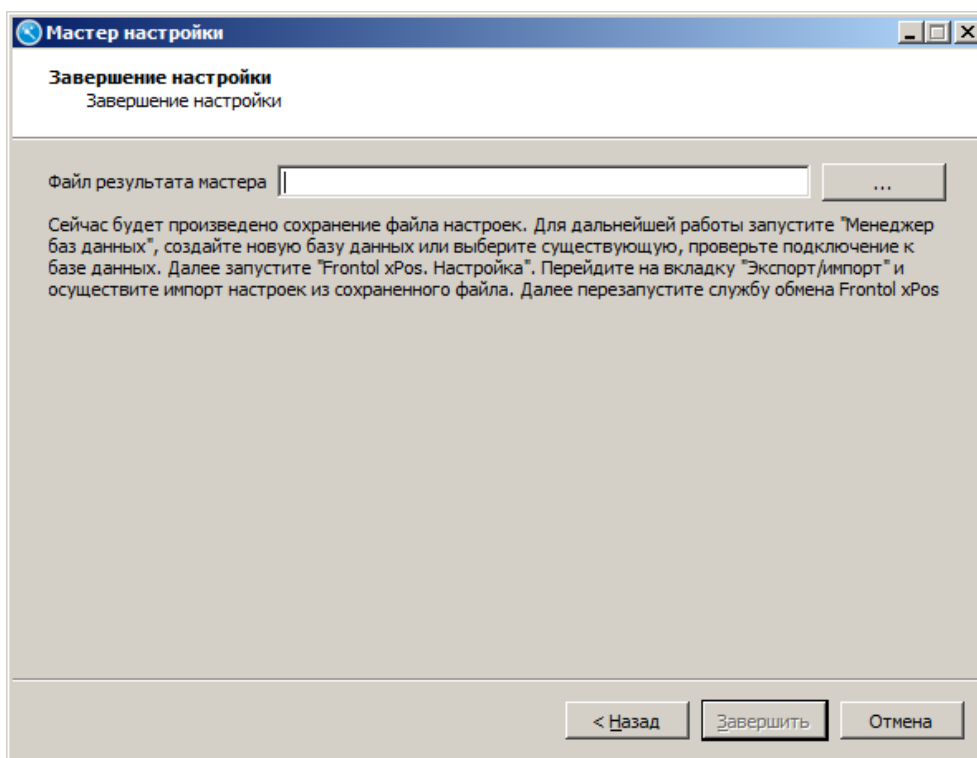 Мастер настройки
Завершение настройки
Завершение настройки
Файл результата мастера
...
Сейчас будет произведено сохранение файла настроек. Для дальнейшей работы запустите "Менеджер
баз данных", создайте новую базу данных или выберите существующую, проверьте подключение к
базе данных. Далее запустите "Frontol xPos. Настройка". Перейдите на вкладку "Экспорт/импорт" и
осуществите импорт настроек из сохраненного файла. Далее перезапустите службу обмена Frontol xPos
< Назад
Завершить
Отмена